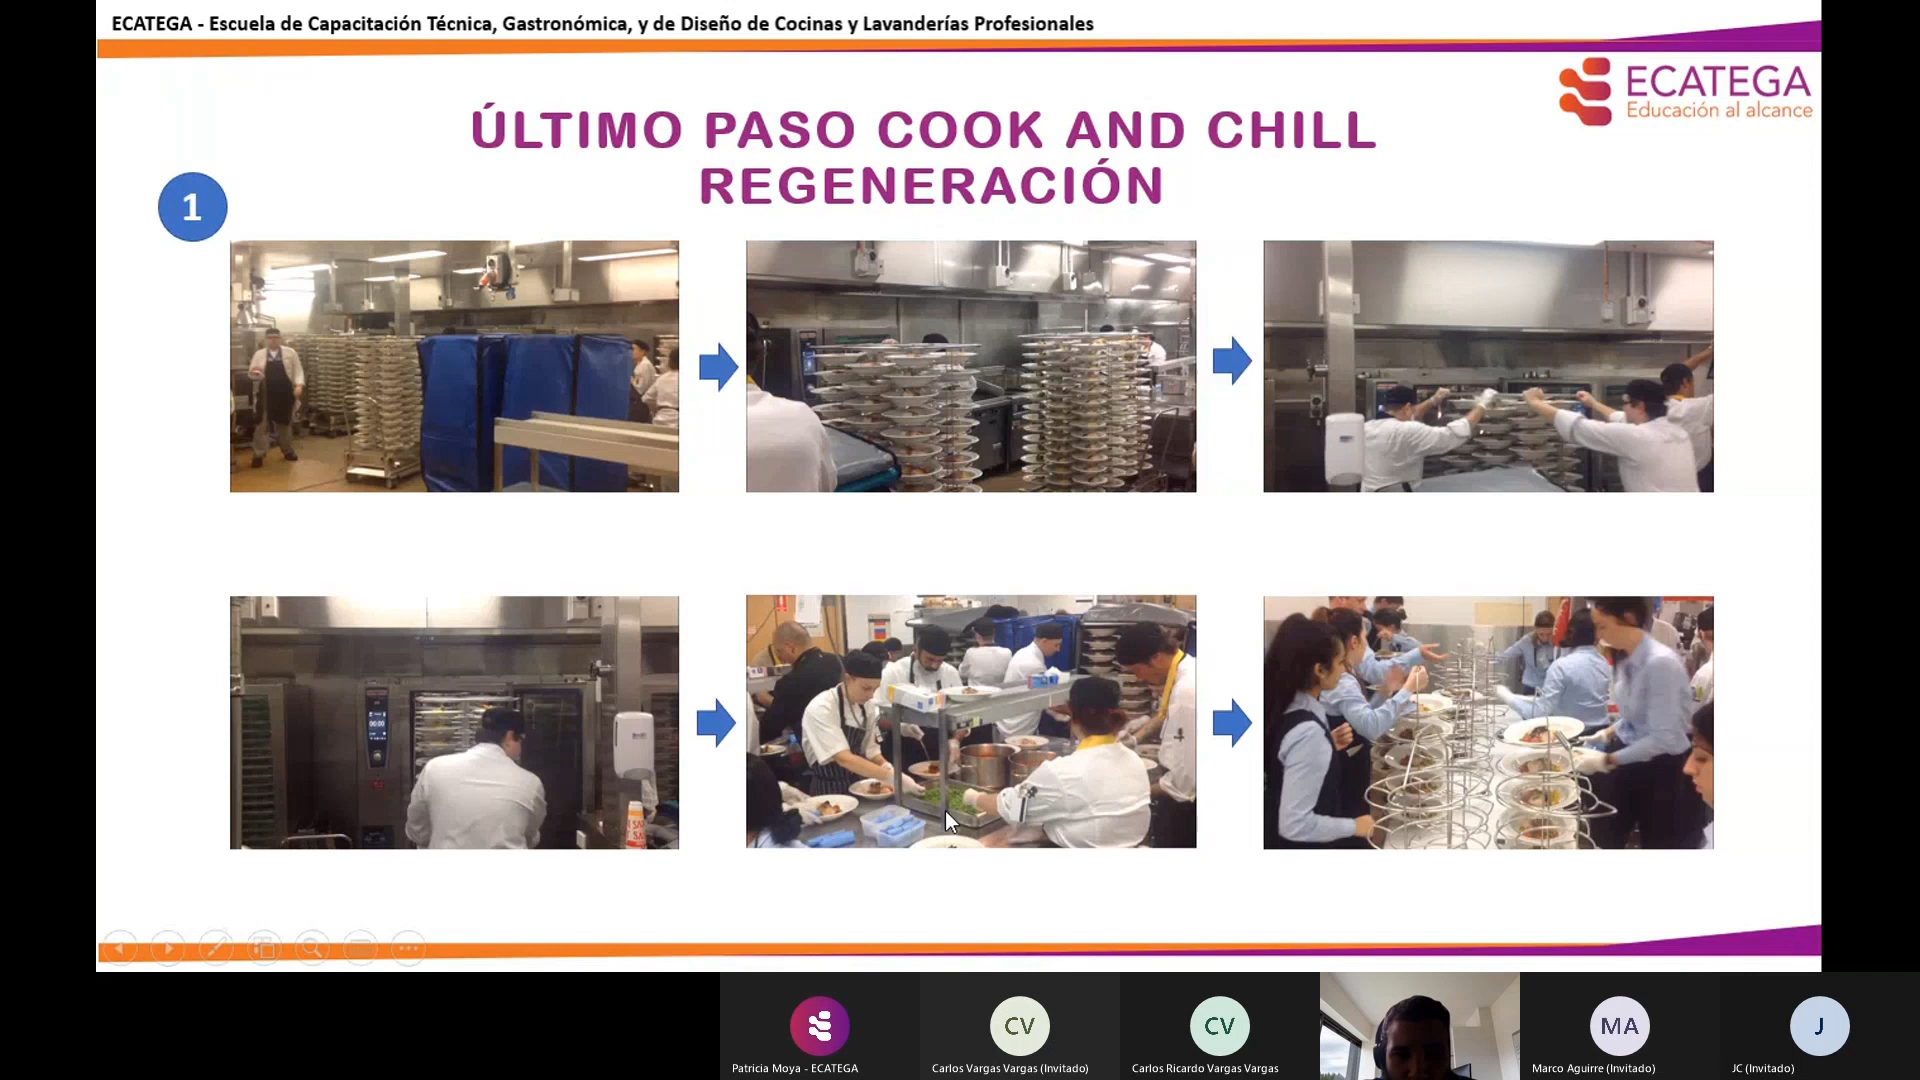 ECATEGA - Escuela de Capacitación Técnica, Gastronómica, y de Diseño de Cocinas y Lavanderías Profesionales
ECATEGA
Educación al alcance
ÚLTIMO PASO COOK AND CHILL
REGENERACIÓN
1
CV
CV
MA
J
Patricia Moya - ECATEGA
Carlos Vargas Vargas (Invitado)
Carlos Ricardo Vargas Vargas
Marco Aguirre (Invitado)
JC (Invitado)